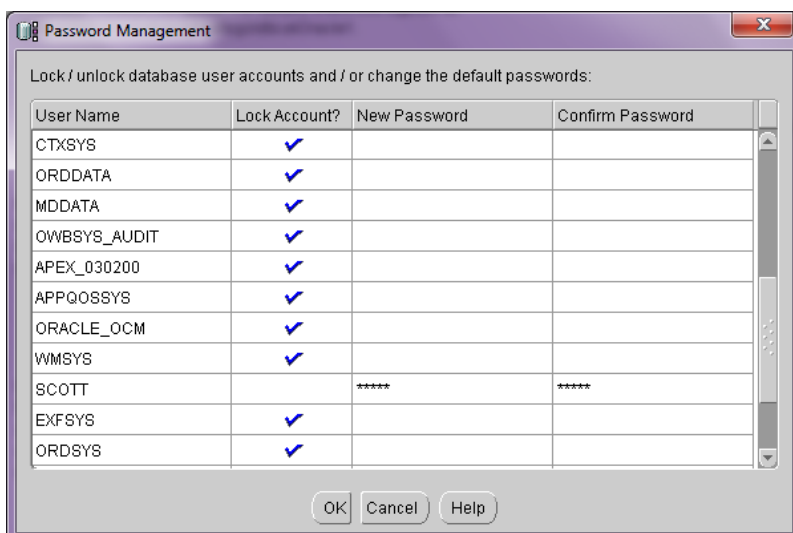 Password Management
Lock / unlock database user accounts and / or change the default passwords:
User Name Lock Account? New Password Confirm Password
CTXSYS
ORDDATA
MDDATA
OWBSYS_AUDIT
APEX_030200
APPQOSSYS
ORACLE_OCM
WMSYS
SCOTT ***** *****
EXFSYS
ORDSYS
OK Cancel Help